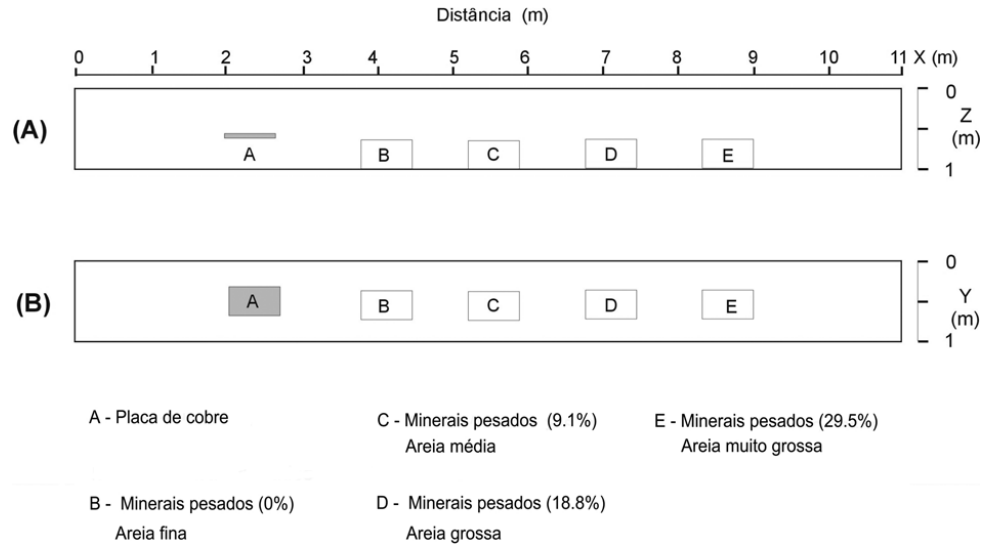 Distância (m)
0 1 2 3 4 5 6 7 8 9 10 11 X (m)
(A)
A B C D E
0
Z
(m)
1
(B)
A B C D E
0
Y
(m)
1
A - Placa de cobre
C - Minerais pesados (9.1%)
Areia média
E - Minerais pesados (29.5%)
Areia muito grossa
B - Minerais pesados (0%)
Areia fina
D - Minerais pesados (18.8%)
Areia grossa